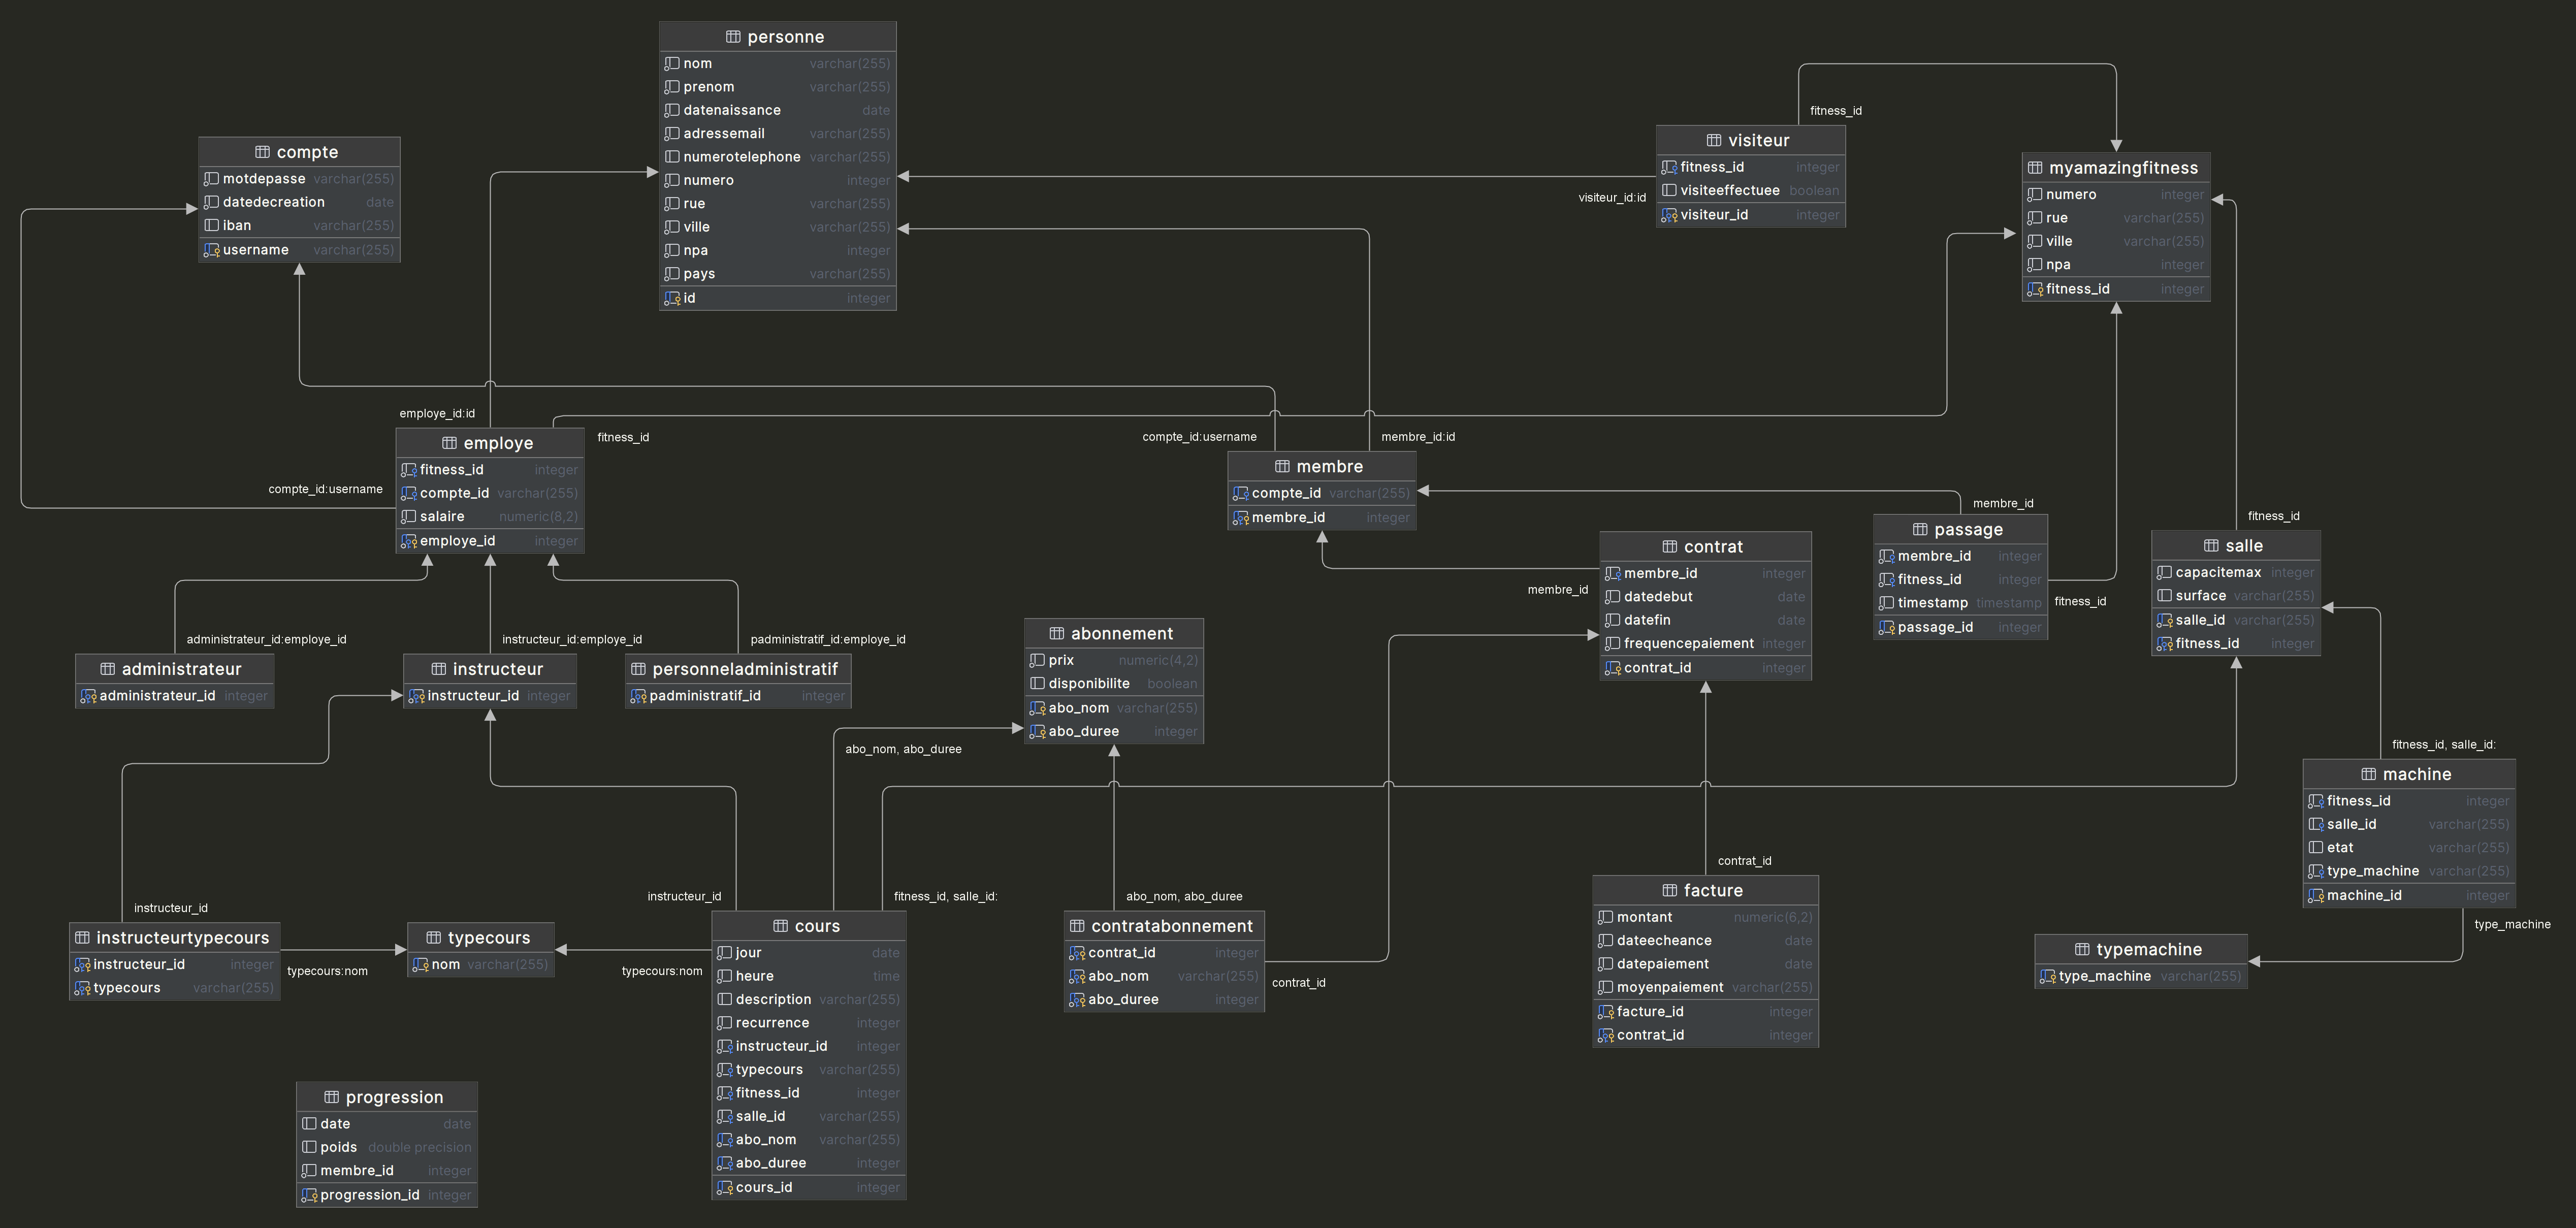 personne
nom varchar(255)
prenom varchar(255)
datenaissance date
adressemail varchar(255)
numerotelephone varchar(255)
numero integer
rue varchar(255)
ville varchar(255)
npa integer
pays varchar(255)
id integer
compte
motdepasse varchar(255)
datedecreation date
iban varchar(255)
username varchar(255)
fitness_id
visiteur
fitness_id integer
visiteeffectuee boolean
visiteur_id integer
visiteur_id:id
myamazingfitness
numero integer
rue varchar(255)
ville varchar(255)
npa integer
fitness_id integer
employe_id:id
fitness_id
compte_id:username
employe
fitness_id integer
compte_id varchar(255)
salaire numeric(8,2)
employe_id integer
compte_id:username
membre_id:id
membre
compte_id varchar(255)
membre_id integer
membre_id
passage
membre_id integer
fitness_id integer
timestamp timestamp
passage_id integer
fitness_id
fitness_id
salle
capacitemax integer
surface varchar(255)
salle_id varchar(255)
fitness_id integer
membre_id
contrat
membre_id integer
datedebut date
datefin date
frequencepaiement integer
contrat_id integer
administrateur_id:employe_id
instructeur_id:employe_id
padministratif_id:employe_id
administrateur
administrateur_id integer
instructeur
instructeur_id integer
personneladministratif
padministratif_id integer
abonnement
prix numeric(4,2)
disponibilite boolean
abo_nom varchar(255)
abo_duree integer
abo_nom, abo_duree
fitness_id, salle_id:
machine
fitness_id integer
salle_id varchar(255)
etat varchar(255)
type_machine varchar(255)
machine_id integer
type_machine
typemachine
type_machine varchar(255)
contrat_id
facture
montant numeric(6,2)
dateecheance date
datepaiement date
moyenpaiement varchar(255)
facture_id integer
contrat_id integer
instructeur_id
instructeurtypecours
instructeur_id integer
typecours varchar(255)
typecours:nom
typecours
nom varchar(255)
typecours:nom
instructeur_id
fitness_id, salle_id:
cours
jour date
heure time
description varchar(255)
recurrence integer
instructeur_id integer
typecours varchar(255)
fitness_id integer
salle_id varchar(255)
abo_nom varchar(255)
abo_duree integer
cours_id integer
abo_nom, abo_duree
contratabonnement
contrat_id integer
abo_nom varchar(255)
abo_duree integer
contrat_id
progression
date date
poids double precision
membre_id integer
progression_id integer